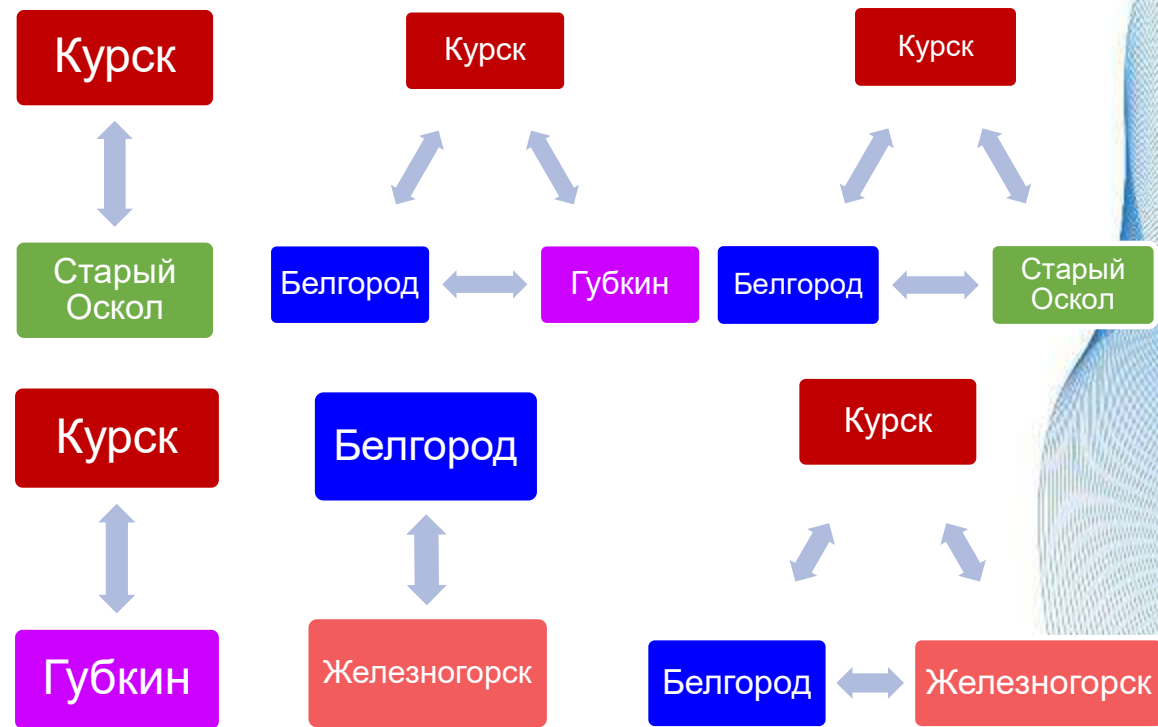 Курск
Старый
Оскол
Курск
Белгород
Губкин
Курск
Белгород
Старый
Оскол
Курск
Губкин
Белгород
Железногорск
Курск
Белгород
Железногорск